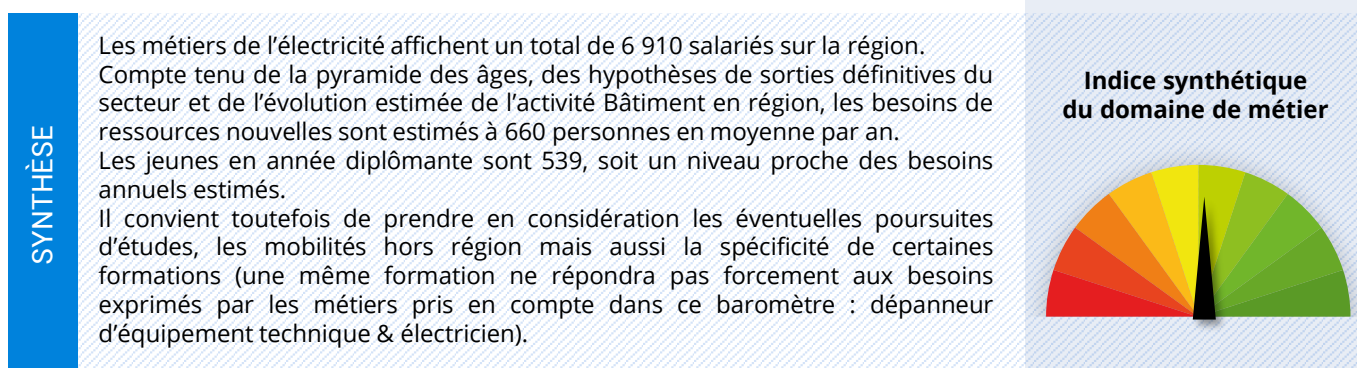 SYNTHÈSE
Les métiers de l’électricité affichent un total de 6 910 salariés sur la région.
Compte tenu de la pyramide des âges, des hypothèses de sorties définitives du
secteur et de l’évolution estimée de l’activité Bâtiment en région, les besoins de
ressources nouvelles sont estimés à 660 personnes en moyenne par an.
Les jeunes en année diplômante sont 539, soit un niveau proche des besoins
annuels estimés.
Il convient toutefois de prendre en considération les éventuelles poursuites
d’études, les mobilités hors région mais aussi la spécificité de certaines
formations (une même formation ne répondra pas forcement aux besoins
exprimés par les métiers pris en compte dans ce baromètre : dépanneur
d’équipement technique & électricien).
Indice synthétique
du domaine de métier